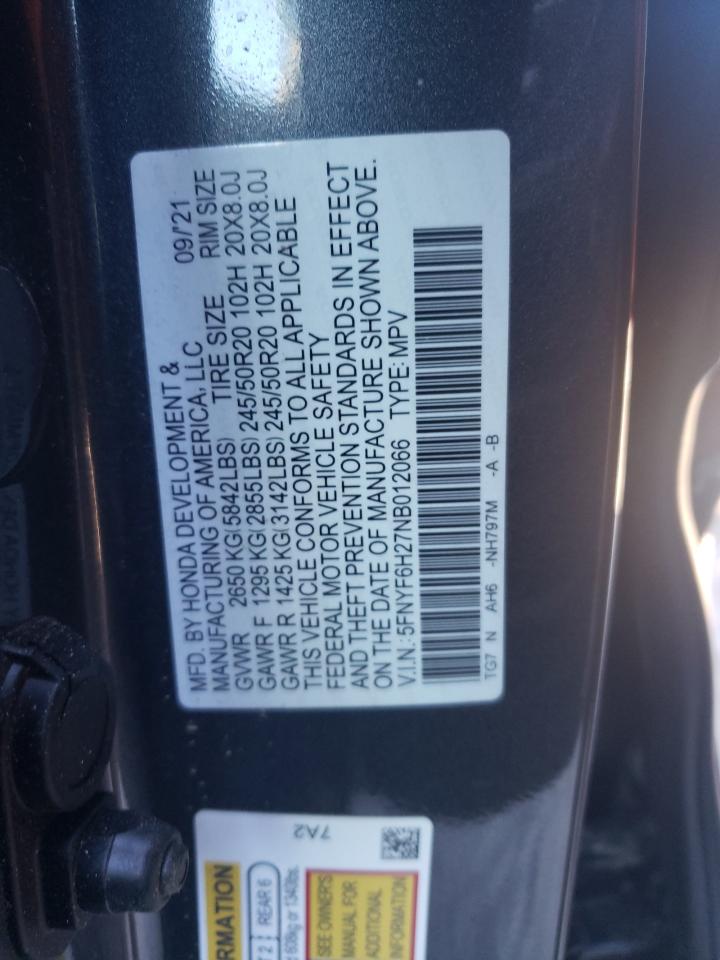 MFD. BY HONDA DEVELOPMENT & 09/'21
MANUFACTURING OF AMERICA, LLC
TIRE SIZE RIM SIZE
GVWR 2650 KG(5842LBS)
GAWR F 1295 KG(2855LBS) 245/50R20 102H 20X8.0J
GAWR R 1425 KG(3142LBS) 245/50R20 102H 20X8.0J
THIS VEHICLE CONFORMS TO ALL APPLICABLE
FEDERAL MOTOR VEHICLE SAFETY
AND THEFT PREVENTION STANDARDS IN EFFECT
ON THE DATE OF MANUFACTURE SHOWN ABOVE.
V.I.N.:5FNYF6H27NB012066 TYPE:MPV
TG7 N AH6 -NH797M -A -B
7A2
REAR 6
or 1340lbs.
SEE OWNER'S
MANUAL FOR
ADDITIONAL